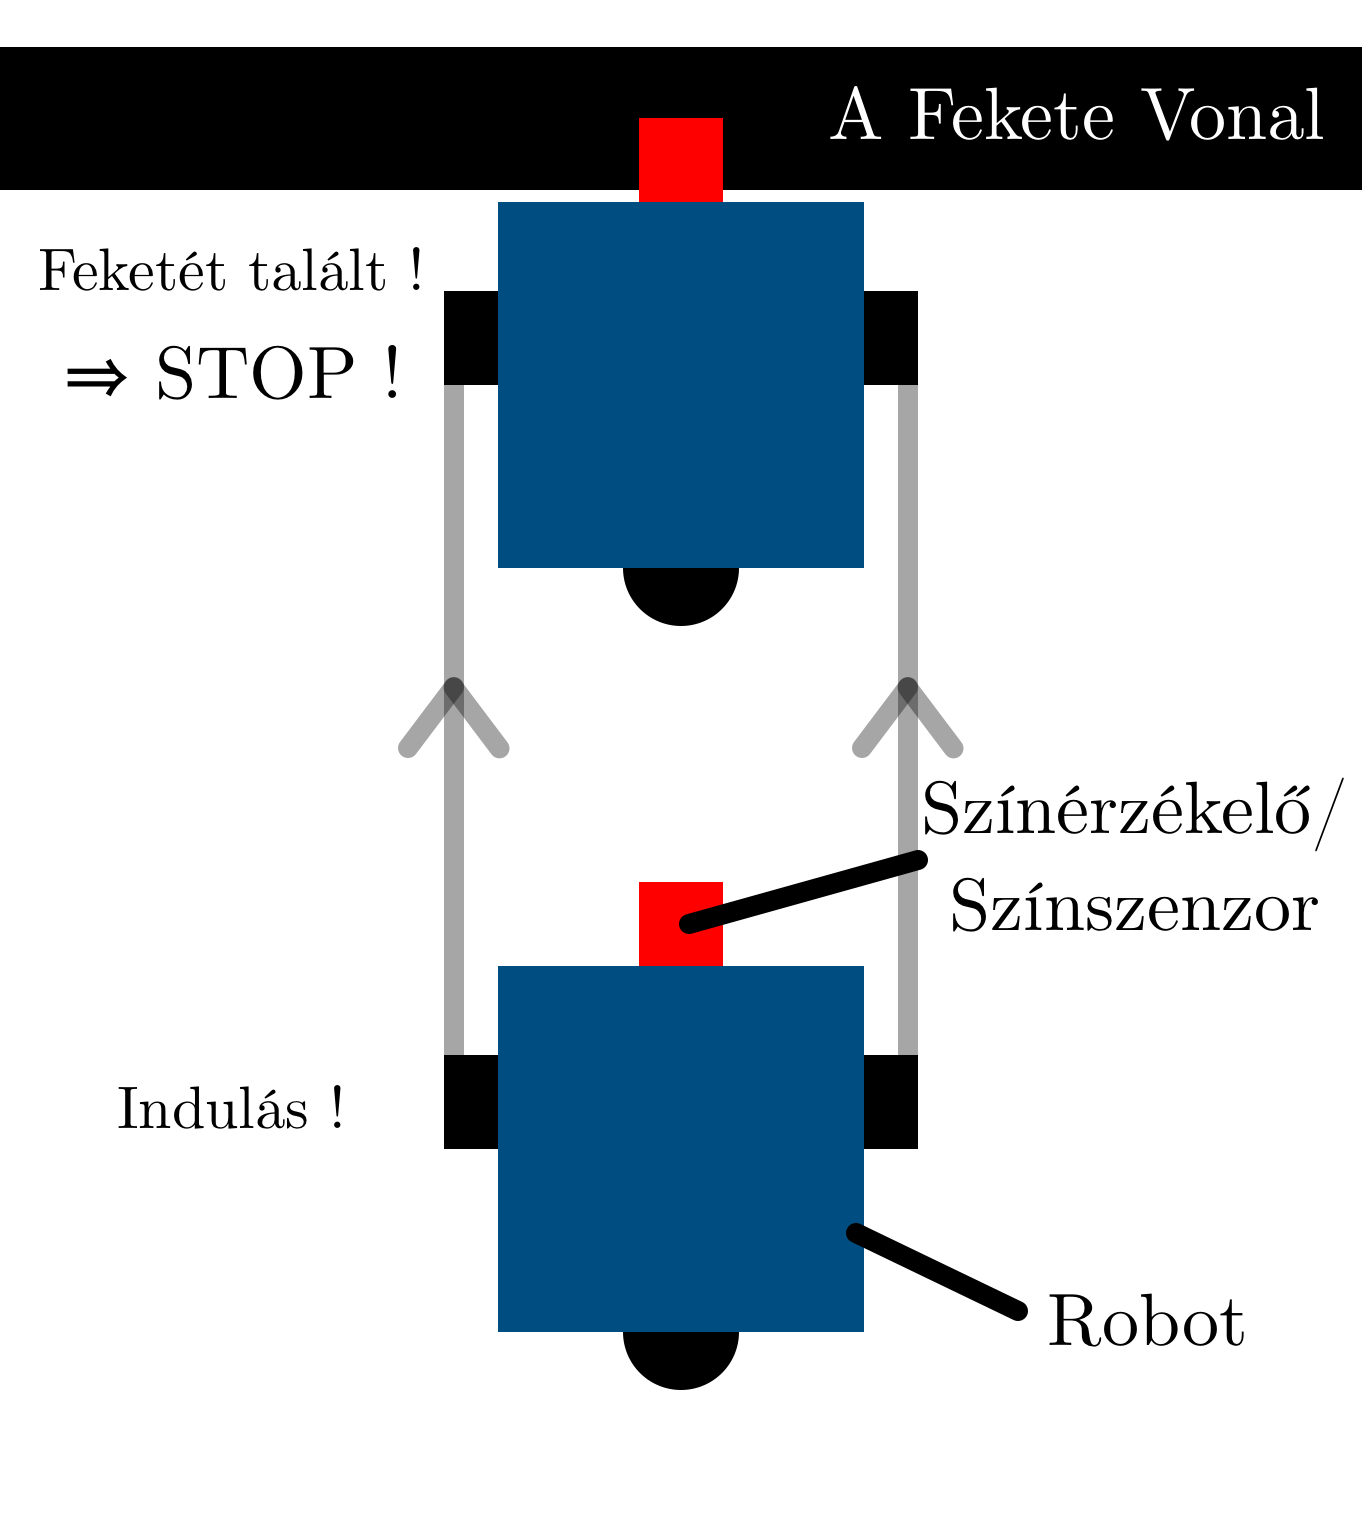 A Fekete Vonal
Feketét talált !
⇒ STOP !
Színérzékelő/
Színszenzor
Indulás !
Robot